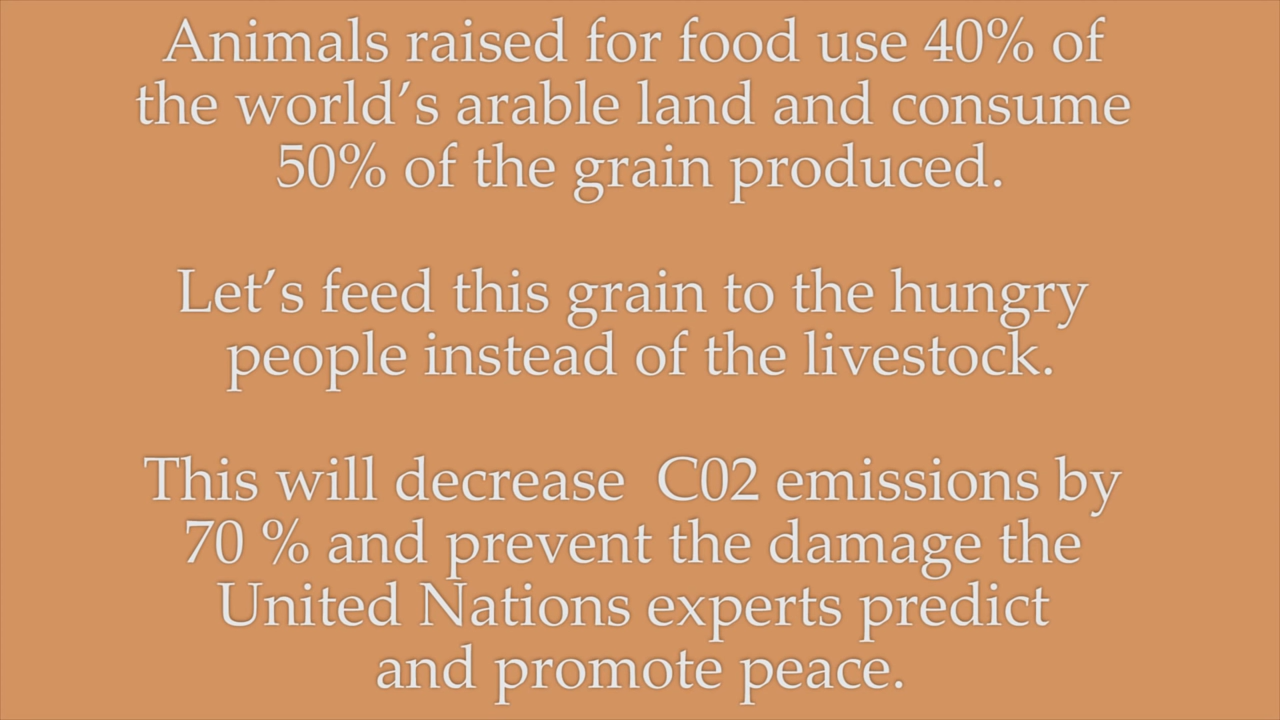 Animals raised for food use 40% of
the world’s arable land and consume
50% of the grain produced.
Let’s feed this grain to the hungry
people instead of the livestock.
This will decrease  C02 emissions by
70 % and prevent the damage the
United Nations experts predict
and promote peace.